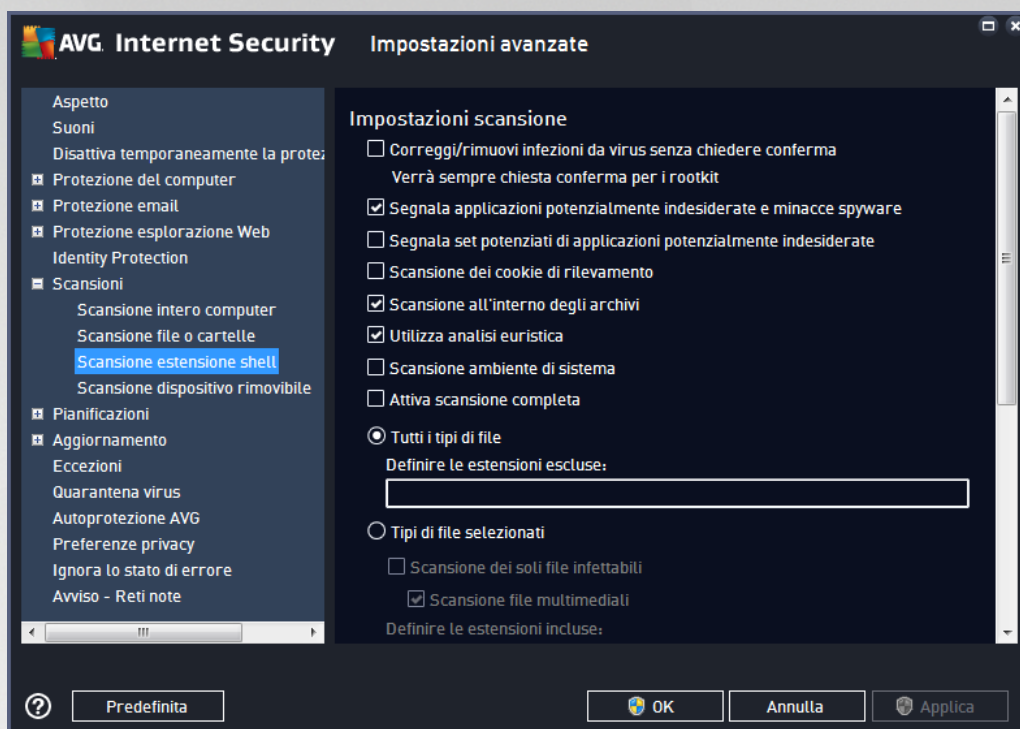 AVG. Internet Security Impostazioni avanzate
Aspetto
Suoni
Disattiva temporaneamente la
Protezione del computer
Protezione email
Protezione esplorazione Web
Identity Protection
Scansioni
Scansione intero computer
Scansione file o cartelle
Scansione estensione shell
Scansione dispositivo rimovibile
Pianificazioni
Aggiornamento
Eccezioni
Quarantena virus
Autoprotezione AVG
Preferenze privacy
Ignora lo stato di errore
Avviso - Reti note
Impostazioni scansione
Correggi/rimuovi infezioni da virus senza chiedere conferma
Verrà sempre chiesta conferma per i rootkit
Segnala applicazioni potenzialmente indesiderate e minacce spyware
Segnala set potenziati di applicazioni potenzialmente indesiderate
Scansione dei cookie di rilevamento
Scansione all'interno degli archivi
Utilizza analisi euristica
Scansione ambiente di sistema
Attiva scansione completa
Tutti i tipi di file
Definire le estensioni escluse:
Tipi di file selezionati
Scansione dei soli file infettabili
Scansione file multimediali
Definire le estensioni incluse:
? Predefinita OK Annulla Applica